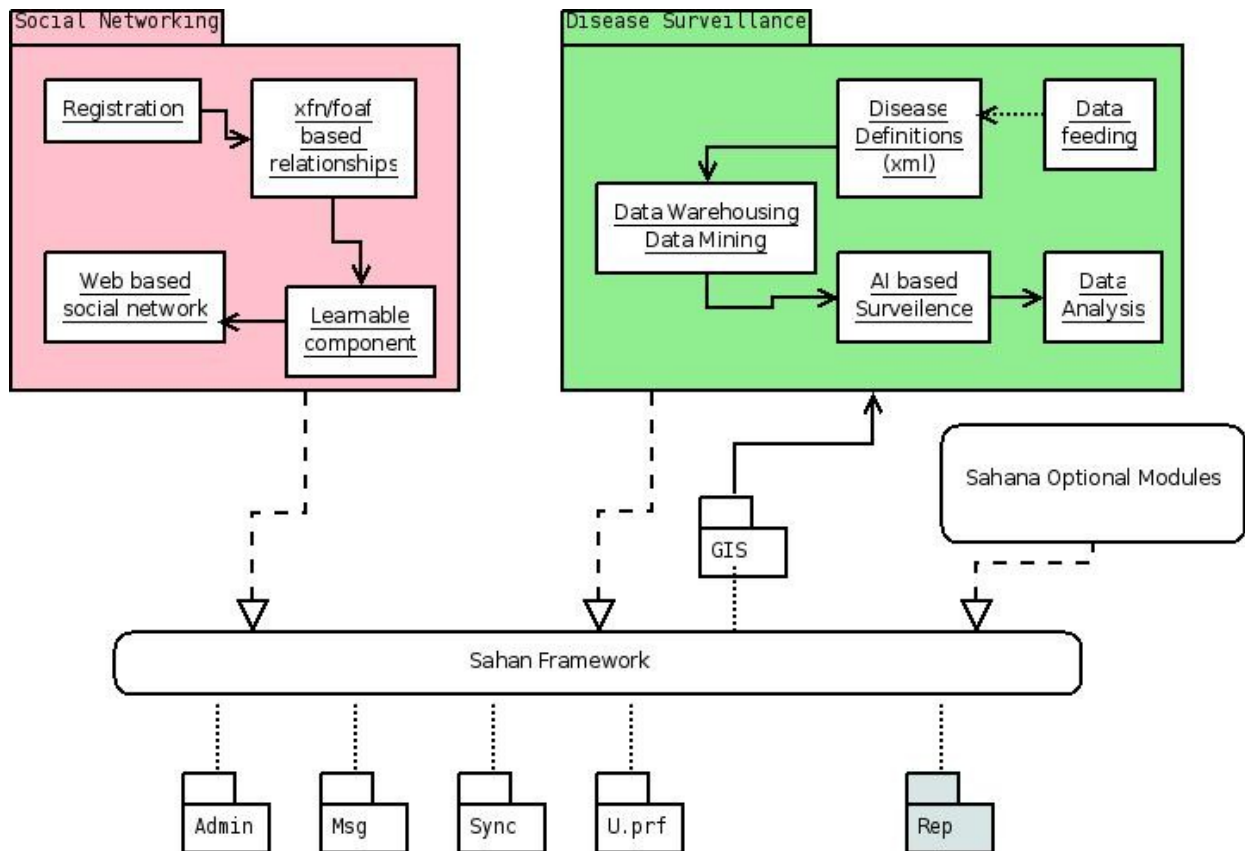 Social Networking
Registration
xfn/foaf
based
relationships
Web based
social network
Learnable
component
Disease Surveillance
Disease
Definitions
(xml)
Data
feeding
Data Warehousing
Data Mining
AI based
Surveilence
Data
Analysis
Sahana Optional Modules
GIS
Sahan Framework
Admin
Msg
Sync
U.prf
Rep